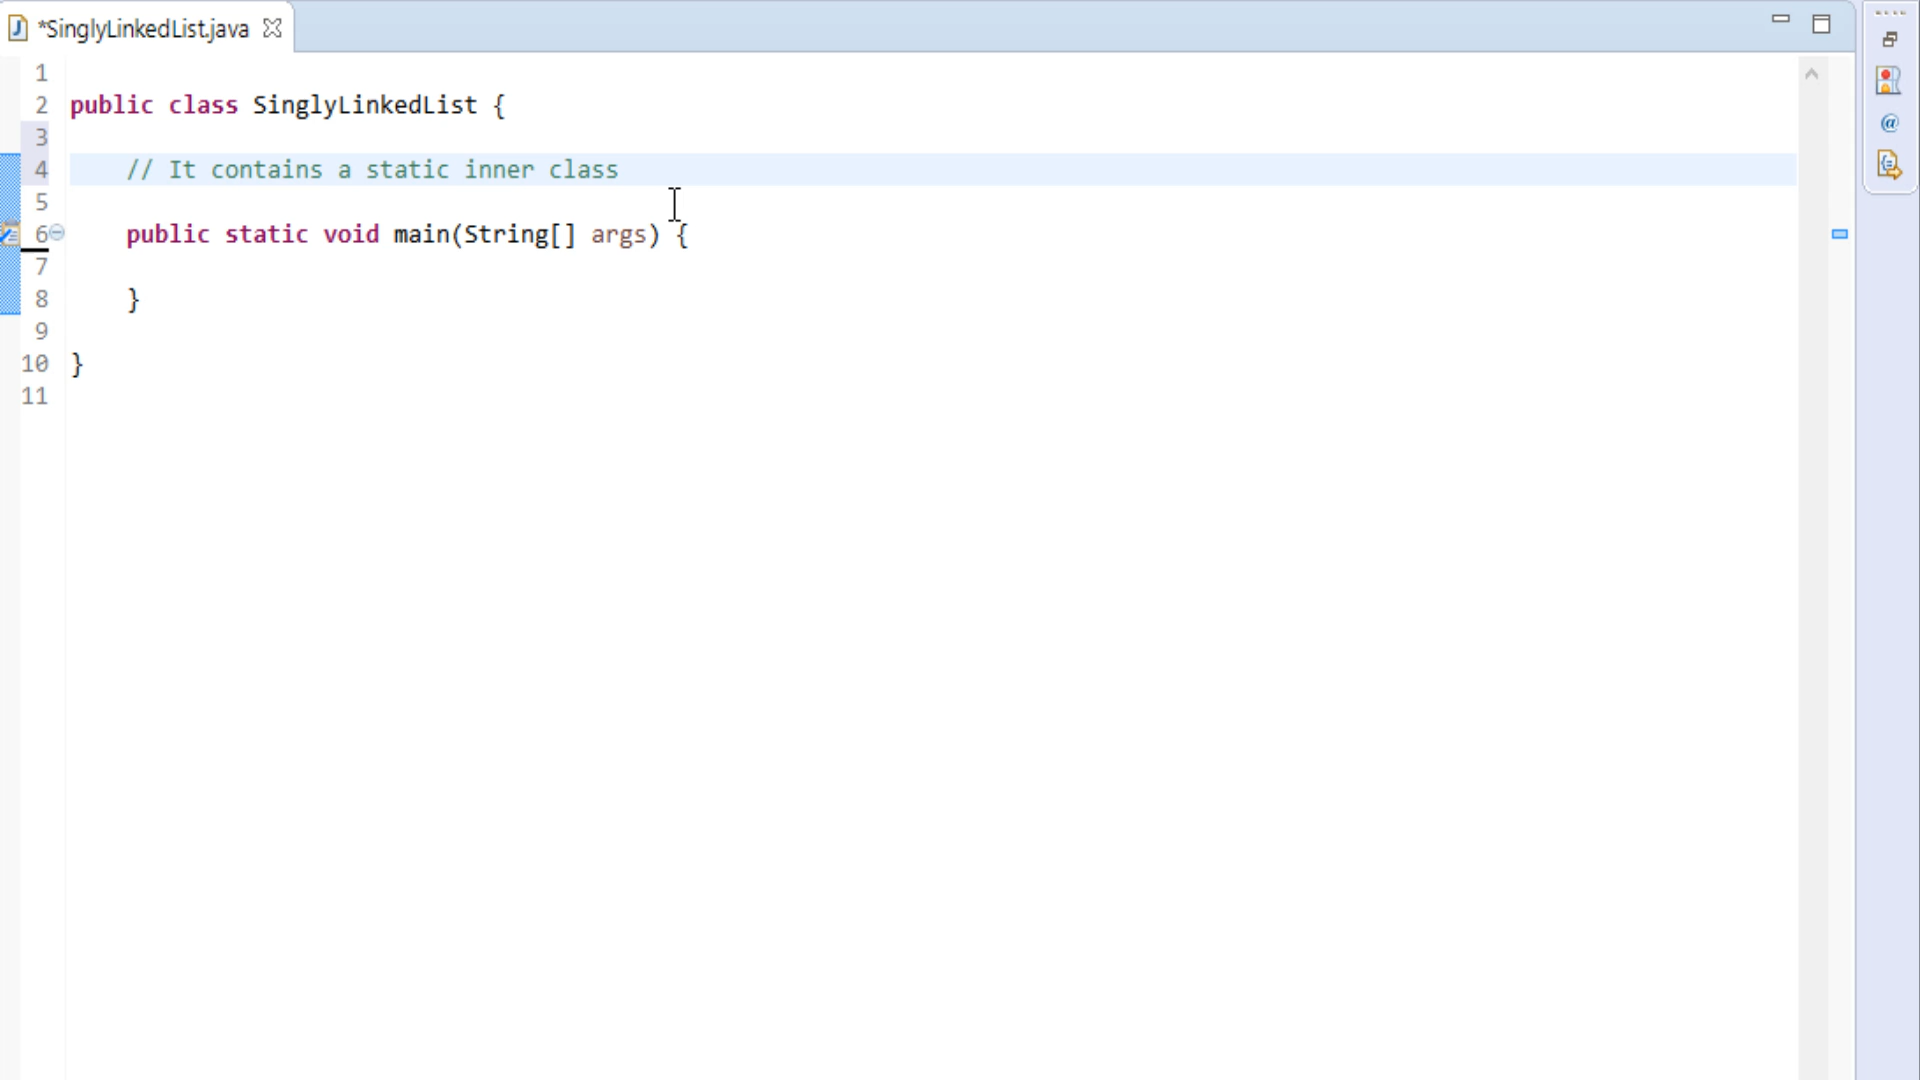 *SinglyLinkedList.java
1
2 public class SinglyLinkedList {
3
4 // It contains a static inner class
5
6 public static void main(String[] args) {
7
8 }
9
10 }
11